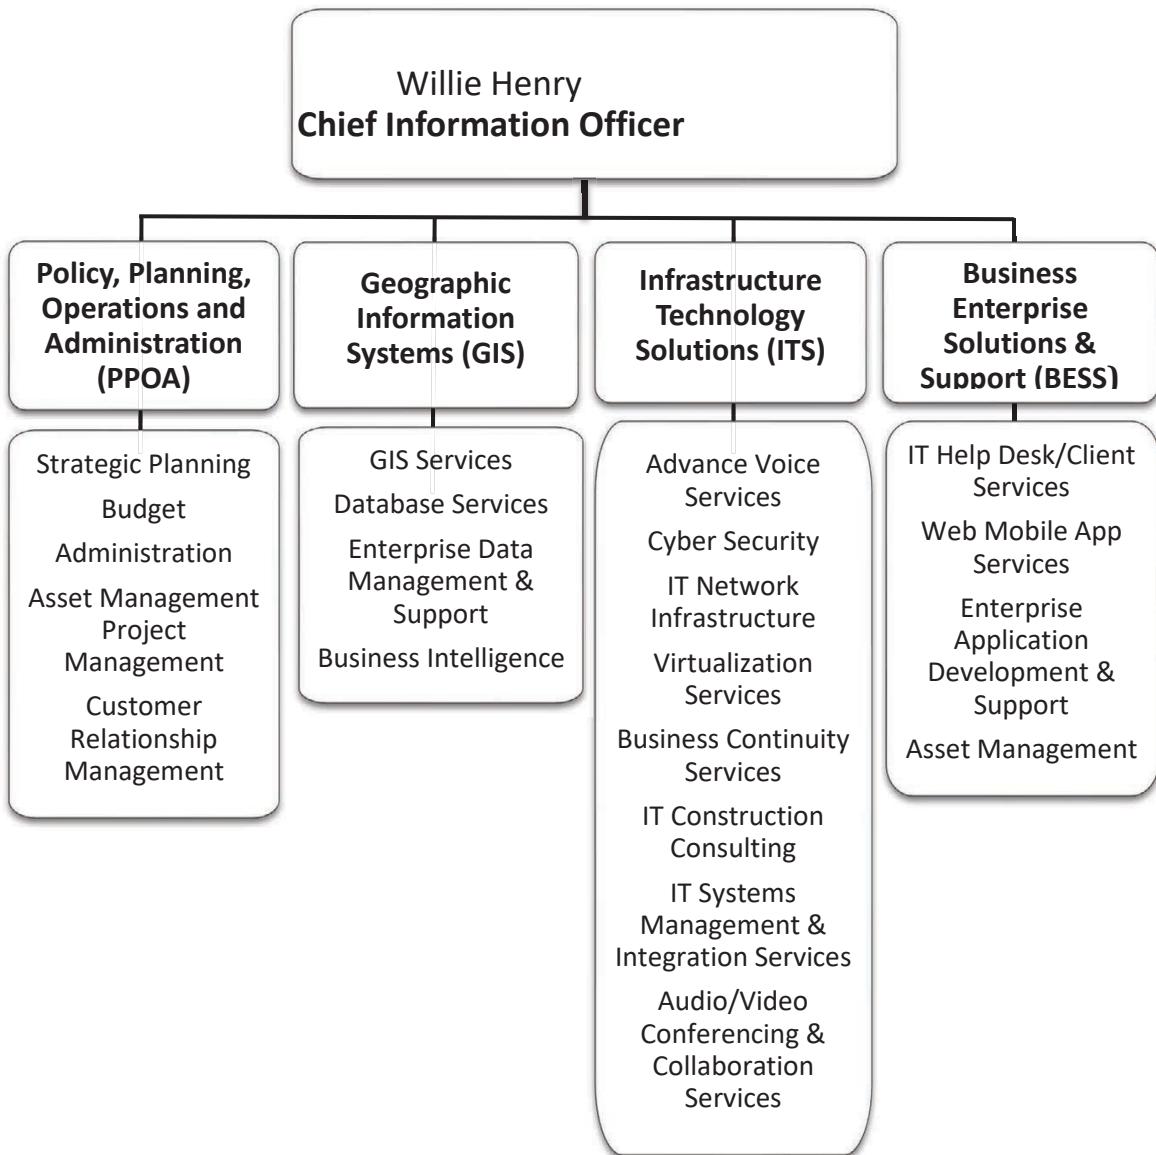 Willie Henry
Chief Information Officer
Policy, Planning,
Operations and
Administration
(PPOA)
Geographic
Information
Systems (GIS)
Infrastructure
Technology
Solutions (ITS)
Business
Enterprise
Solutions &
Support (BESS)
Strategic Planning
Budget
Administration
Asset Management
Project
Management
Customer
Relationship
Management
GIS Services
Database Services
Enterprise Data
Management &
Support
Business Intelligence
Advance Voice
Services
Cyber Security
IT Network
Infrastructure
Virtualization
Services
Business Continuity
Services
IT Construction
Consulting
IT Systems
Management &
Integration Services
Audio/Video
Conferencing &
Collaboration
Services
IT Help Desk/Client
Services
Web Mobile App
Services
Enterprise
Application
Development &
Support
Asset Management